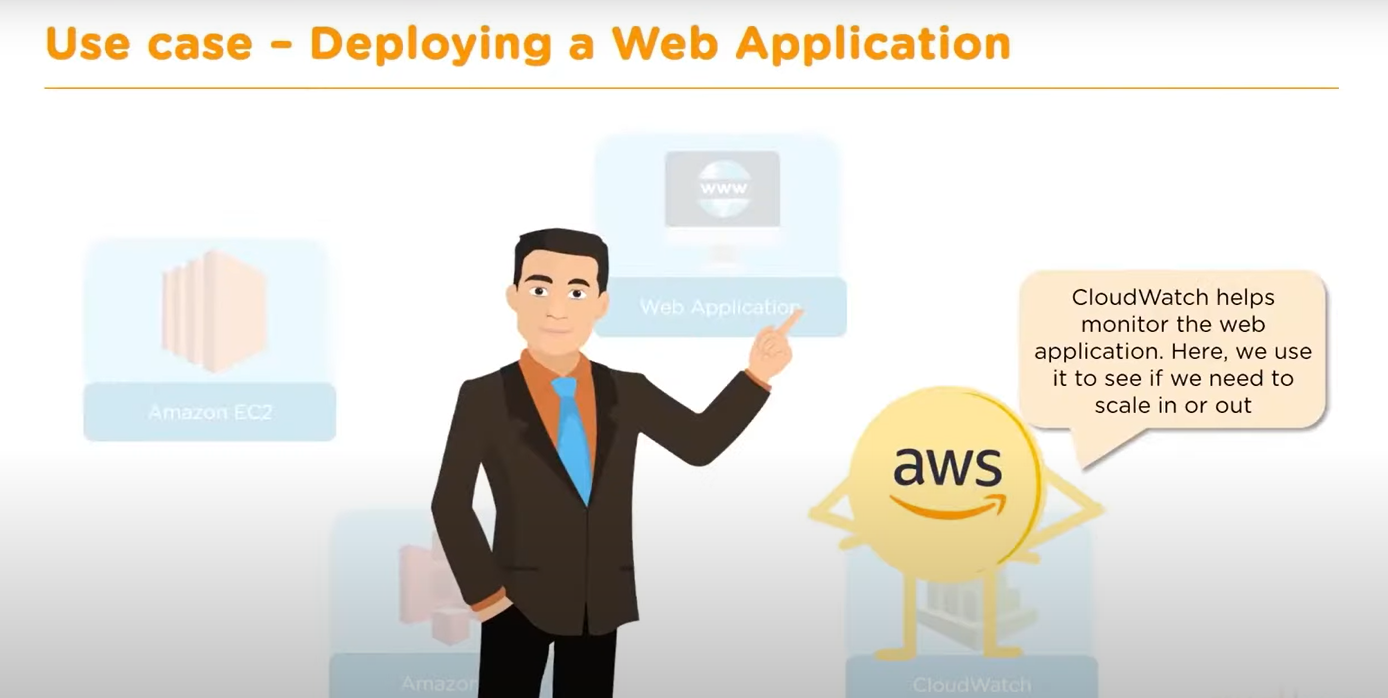 Use case – Deploying a Web Application
www
Web Application
Amazon EC2
CloudWatch helps
monitor the web
application. Here, we use
it to see if we need to
scale in or out
aws
Amazon
CloudWatch